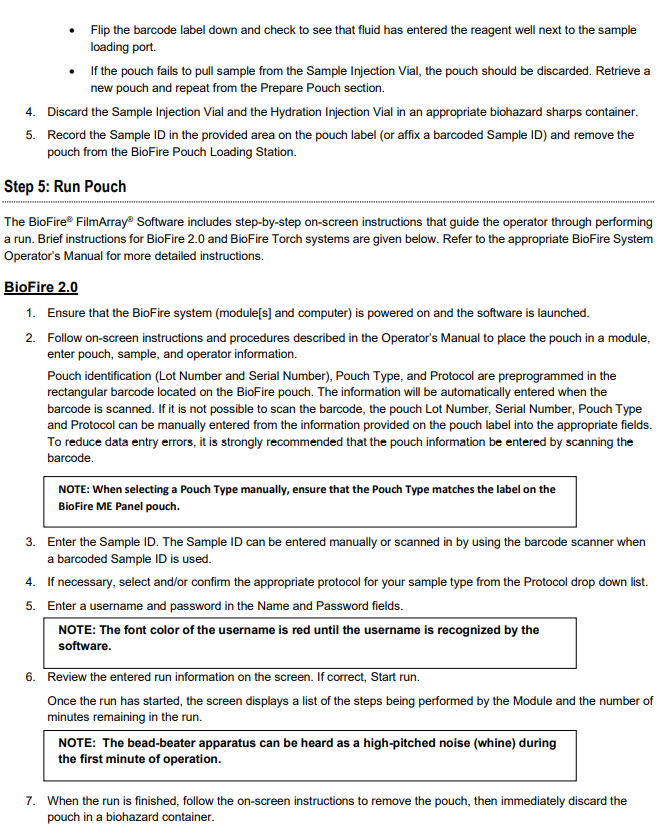 • Flip the barcode label down and check to see that fluid has entered the reagent well next to the sample
loading port.
• If the pouch fails to pull sample from the Sample Injection Vial, the pouch should be discarded. Retrieve a
new pouch and repeat from the Prepare Pouch section.
4. Discard the Sample Injection Vial and the Hydration Injection Vial in an appropriate biohazard sharps container.
5. Record the Sample ID in the provided area on the pouch label (or affix a barcoded Sample ID) and remove the
pouch from the BioFire Pouch Loading Station.
Step 5: Run Pouch
The BioFire® FilmArray® Software includes step-by-step on-screen instructions that guide the operator through performing
a run. Brief instructions for BioFire 2.0 and BioFire Torch systems are given below. Refer to the appropriate BioFire System
Operator's Manual for more detailed instructions.
BioFire 2.0
1. Ensure that the BioFire system (module[s] and computer) is powered on and the software is launched.
2. Follow on-screen instructions and procedures described in the Operator's Manual to place the pouch in a module,
enter pouch, sample, and operator information.
Pouch identification (Lot Number and Serial Number), Pouch Type, and Protocol are preprogrammed in the
rectangular barcode located on the BioFire pouch. The information will be automatically entered when the
barcode is scanned. If it is not possible to scan the barcode, the pouch Lot Number, Serial Number, Pouch Type
and Protocol can be manually entered from the information provided on the pouch label into the appropriate fields.
To reduce data entry errors, it is strongly recommended that the pouch information be entered by scanning the
barcode.
NOTE: When selecting a Pouch Type manually, ensure that the Pouch Type matches the label on the
BioFire ME Panel pouch.
3. Enter the Sample ID. The Sample ID can be entered manually or scanned in by using the barcode scanner when
a barcoded Sample ID is used.
4. If necessary, select and/or confirm the appropriate protocol for your sample type from the Protocol drop down list.
5. Enter a username and password in the Name and Password fields.
NOTE: The font color of the username is red until the username is recognized by the
software.
6. Review the entered run information on the screen. If correct, Start run.
Once the run has started, the screen displays a list of the steps being performed by the Module and the number of
minutes remaining in the run.
NOTE: The bead-beater apparatus can be heard as a high-pitched noise (whine) during
the first minute of operation.
7. When the run is finished, follow the on-screen instructions to remove the pouch, then immediately discard the
pouch in a biohazard container.